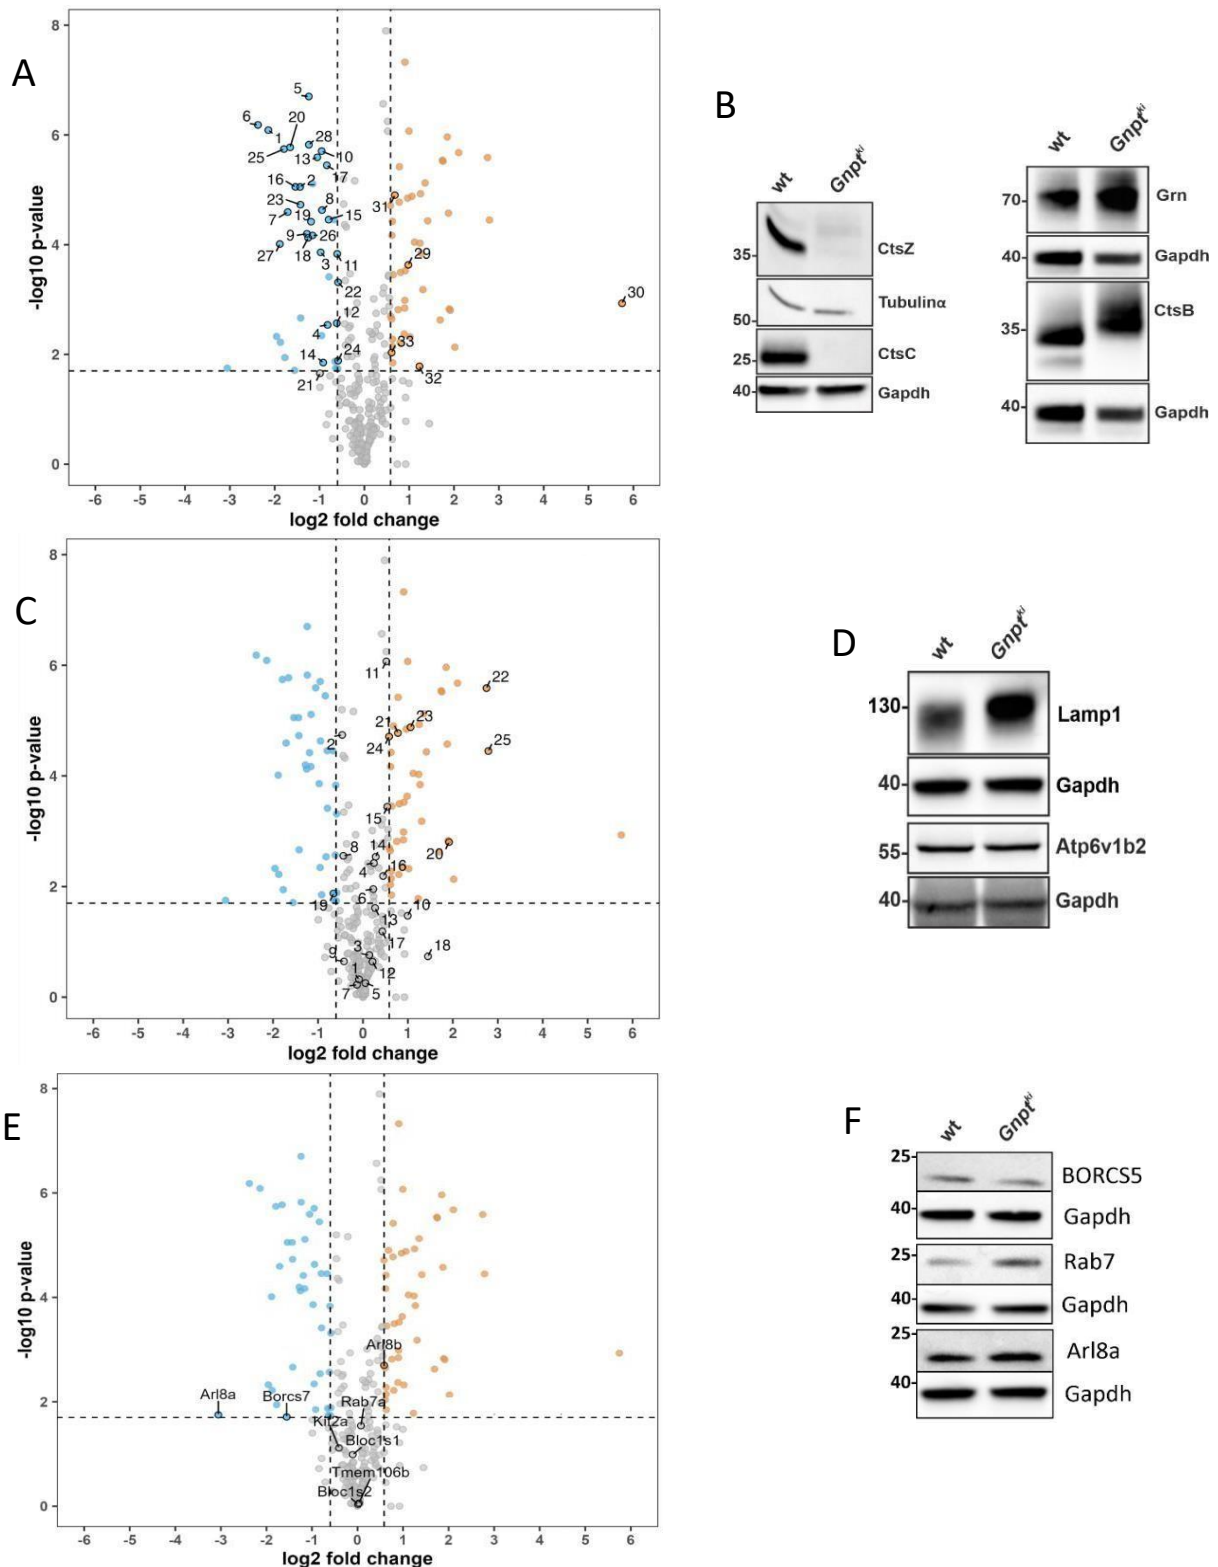 A
8
6
4
2
0
-log10 p-value
5
6
20
1
28
25
13
10
17
16
2
23
8
7
19
15
31
9
26
27
18
3
11
29
22
30
12
4
33
14
24
21
32
-6 -5 -4 -3 -2 -1 0 1 2 3 4 5 6
log2 fold change
B
wt Gnptᵏⁱ
35- CtsZ
Tubulinα
50-
25- CtsC
40- Gapdh
wt Gnptᵏⁱ
70- Grn
40- Gapdh
CtsB
35-
40- Gapdh
C
8
6
4
2
0
-log10 p-value
11
22
21
23
2
24
25
15
8
14
20
4
16
6
19
13
10
17
3
18
9
1
12
7
5
-6 -5 -4 -3 -2 -1 0 1 2 3 4 5 6
log2 fold change
D
wt Gnptᵏⁱ
130- Lamp1
40- Gapdh
55- Atp6v1b2
40- Gapdh
E
8
6
4
2
0
-log10 p-value
Arl8b
Arl8a
Borcs7
Rab7a
Kif2a
Bloc1s1
Tmem106b
Bloc1s2
-6 -5 -4 -3 -2 -1 0 1 2 3 4 5 6
log2 fold change
F
wt Gnptᵏⁱ
25- BORCS5
40- Gapdh
25- Rab7
40- Gapdh
25- Arl8a
40- Gapdh